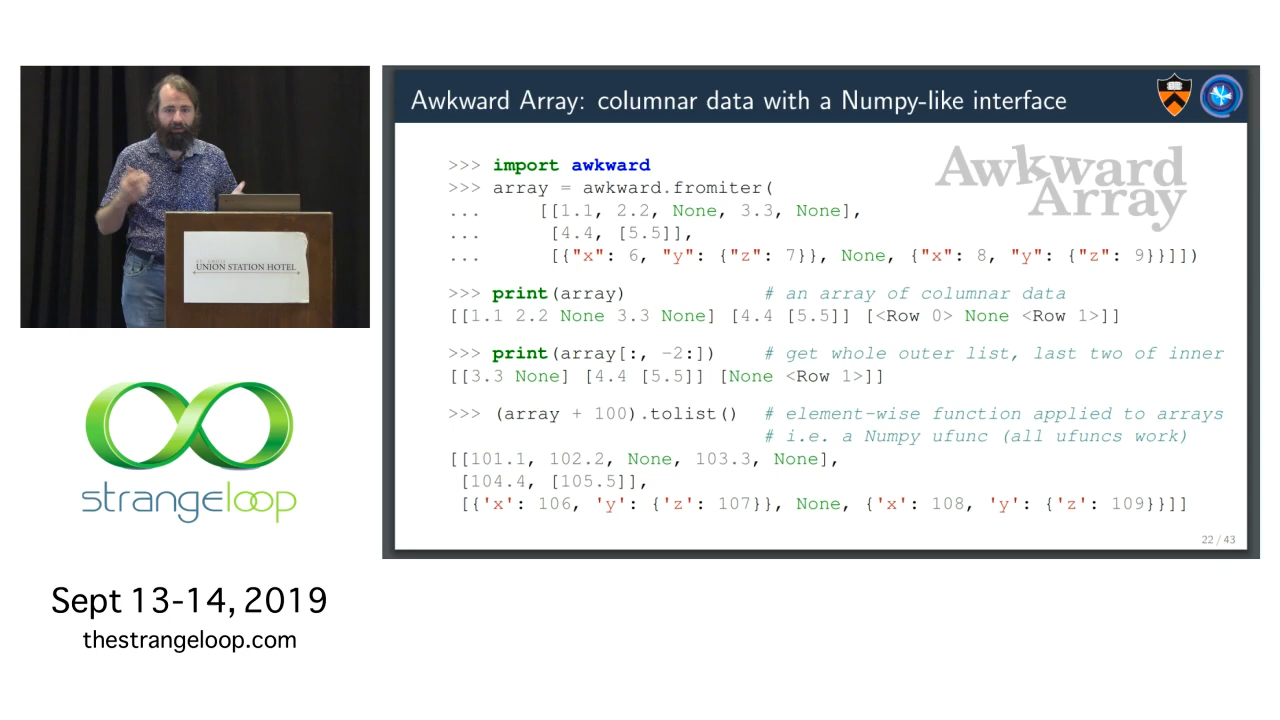 Awkward Array: columnar data with a Numpy-like interface
Awkward
Array
>>> import awkward
>>> array = awkward.fromiter(
...     [[1.1, 2.2, None, 3.3, None],
...      [4.4, [5.5]],
...      [{"x": 6, "y": {"z": 7}}, None, {"x": 8, "y": {"z": 9}}]])
>>> print(array)             # an array of columnar data
[[1.1 2.2 None 3.3 None] [4.4 [5.5]] [<Row 0> None <Row 1>]]
>>> print(array[:, -2:])     # get whole outer list, last two of inner
[[3.3 None] [4.4 [5.5]] [None <Row 1>]]
>>> (array + 100).tolist()   # element-wise function applied to arrays
# i.e. a Numpy ufunc (all ufuncs work)
[[101.1, 102.2, None, 103.3, None],
[104.4, [105.5]],
[{'x': 106, 'y': {'z': 107}}, None, {'x': 108, 'y': {'z': 109}}]]
22 / 43
UNION STATION HOTEL
strangeloop
Sept 13-14, 2019
thestrangeloop.com